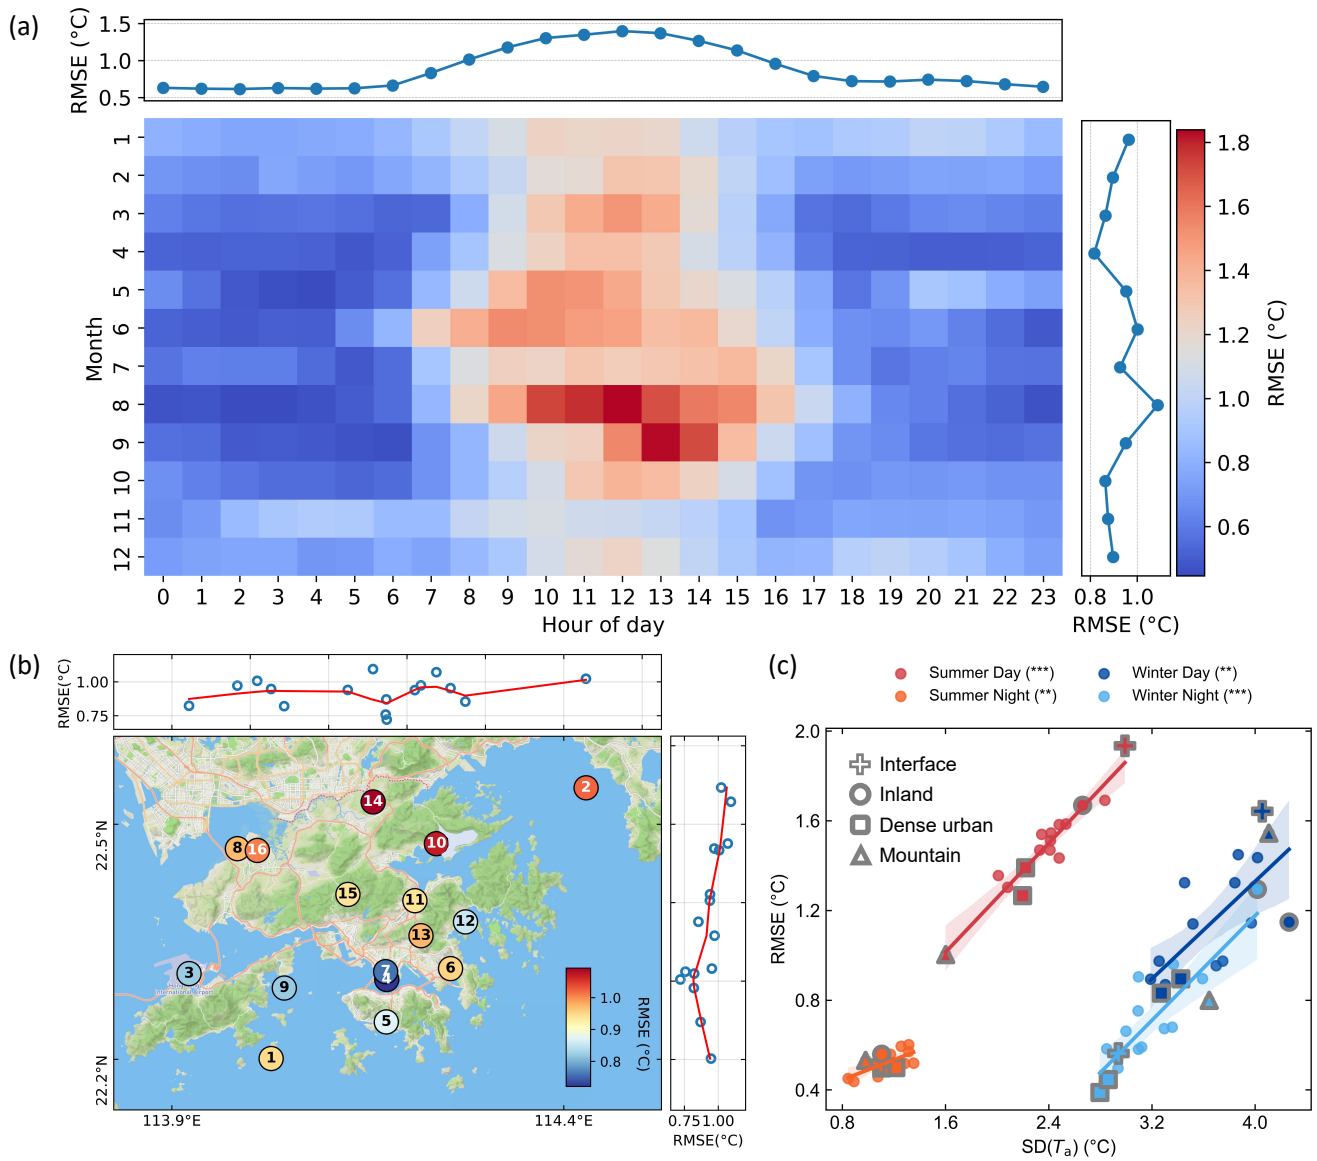 (a)
RMSE (°C)
1.5
1.0
0.5
Month
1
2
3
4
5
6
7
8
9
10
11
12
0 1 2 3 4 5 6 7 8 9 10 11 12 13 14 15 16 17 18 19 20 21 22 23
Hour of day
0.8 1.0
RMSE (°C)
1.8
1.6
1.4
1.2
1.0
0.8
0.6
RMSE (°C)
(b)
RMSE(°C)
1.00
0.75
22.5°N
22.2°N
14
2
8
16
10
15
11
12
13
3
7
4
6
9
5
1
International Airport
1.0
0.9
0.8
RMSE (°C)
113.9°E 114.4°E
0.75 1.00
RMSE(°C)
(c)
Summer Day (***)
Summer Night (**)
Winter Day (**)
Winter Night (***)
Interface
Inland
Dense urban
Mountain
RMSE (°C)
2.0
1.6
1.2
0.8
0.4
0.8 1.6 2.4 3.2 4.0
SD(Ta) (°C)